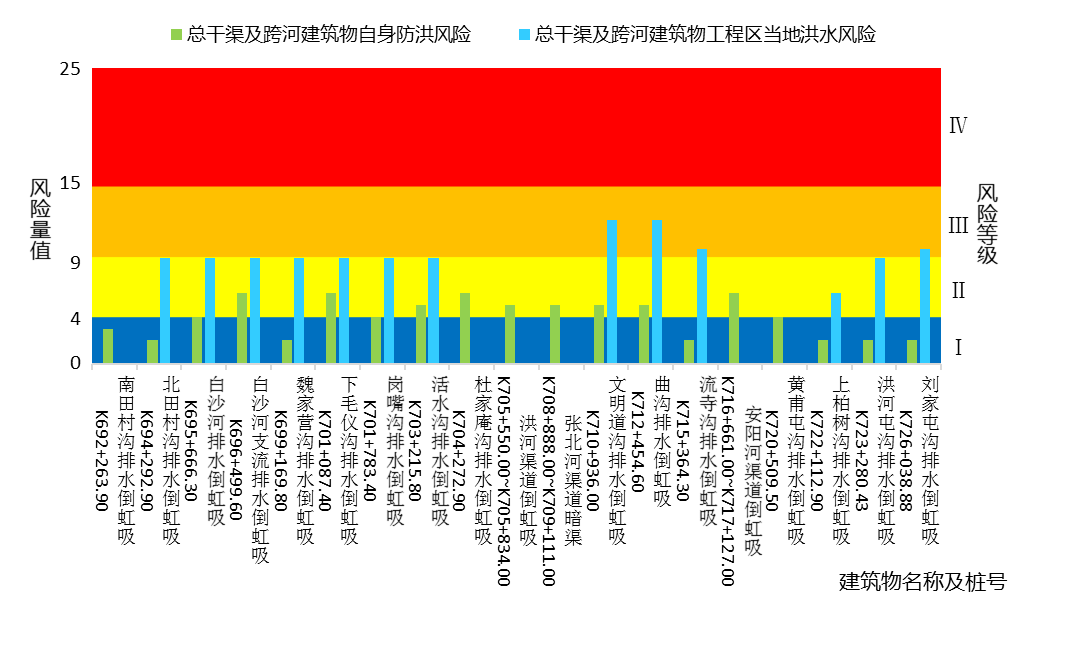 总干渠及跨河建筑物自身防洪风险
总干渠及跨河建筑物工程区当地洪水风险
风险量值
25
15
9
4
0
Ⅳ
Ⅲ
Ⅱ
Ⅰ
风险等级
南田村沟排水倒虹吸
K692+263.90
北田村沟排水倒虹吸
K694+292.90
白沙河排水倒虹吸
K695+666.30
白沙河支流排水倒虹吸
K696+499.60
魏家营沟排水倒虹吸
K699+169.80
下毛仪沟排水倒虹吸
K701+087.40
岗嘴沟排水倒虹吸
K701+783.40
活水沟排水倒虹吸
K703+215.80
杜家庵沟排水倒虹吸
K704+272.90
洪河渠道倒虹吸
K705+550.00~K705+834.00
张北河渠道暗渠
K708+888.00~K709+111.00
文明道沟排水倒虹吸
K710+936.00
曲沟排水倒虹吸
K712+454.60
流寺沟排水倒虹吸
K715+364.30
安阳河渠道倒虹吸
K716+661.00~K717+127.00
黄甫屯沟排水倒虹吸
K720+509.50
上柏树沟排水倒虹吸
K722+112.90
洪河屯沟排水倒虹吸
K723+280.43
刘家屯沟排水倒虹吸
K726+038.88
建筑物名称及桩号